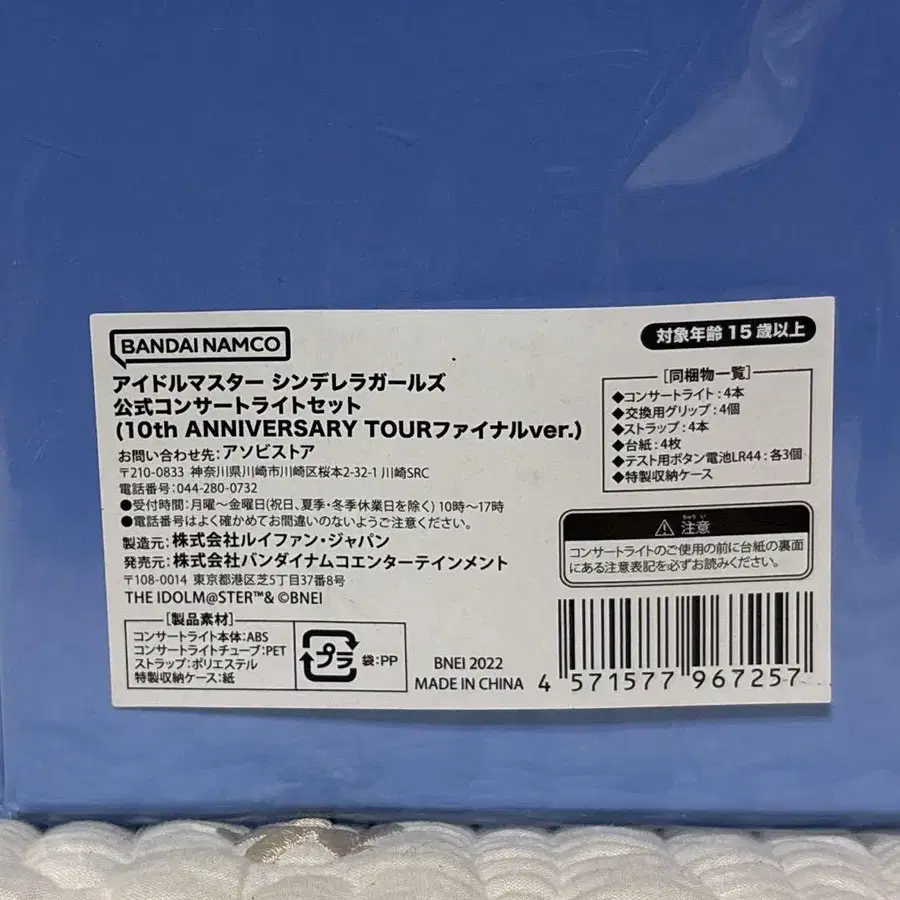 BANDAI NAMCO
対象年齢 15 歳以上
アイドルマスター シンデレラガールズ
公式コンサートライトセット
(10th ANNIVERSARY TOURファイナルver.)
お問い合わせ先:アソビストア
〒210-0833 神奈川県川崎市川崎区桜本2-32-1 川崎SRC
電話番号:044-280-0732
●受付時間:月曜～金曜日(祝日、夏季・冬季休業日を除く) 10時～17時
●電話番号はよく確かめてお間違いのないようご注意ください。
製造元:株式会社ルイファン・ジャパン
発売元:株式会社バンダイナムコエンターテインメント
〒108-0014 東京都港区芝5丁目37番8号
THE IDOLM@STER™& ©BNEI
[製品素材]
コンサートライト本体:ABS
コンサートライトチューブ:PET
ストラップ:ポリエステル
特製収納ケース:紙
プラ
袋:PP
BNEI 2022
MADE IN CHINA
[同梱物一覧]
◆コンサートライト:4本
◆交換用グリップ:4個
◆ストラップ:4本
◆台紙:4枚
◆テスト用ボタン電池LR44:各3個
◆特製収納ケース
ちゅうい
⚠ 注意
コンサートライトのご使用の前に台紙の裏面
にある注意表記を必ずお読みください。
4 571577 967257